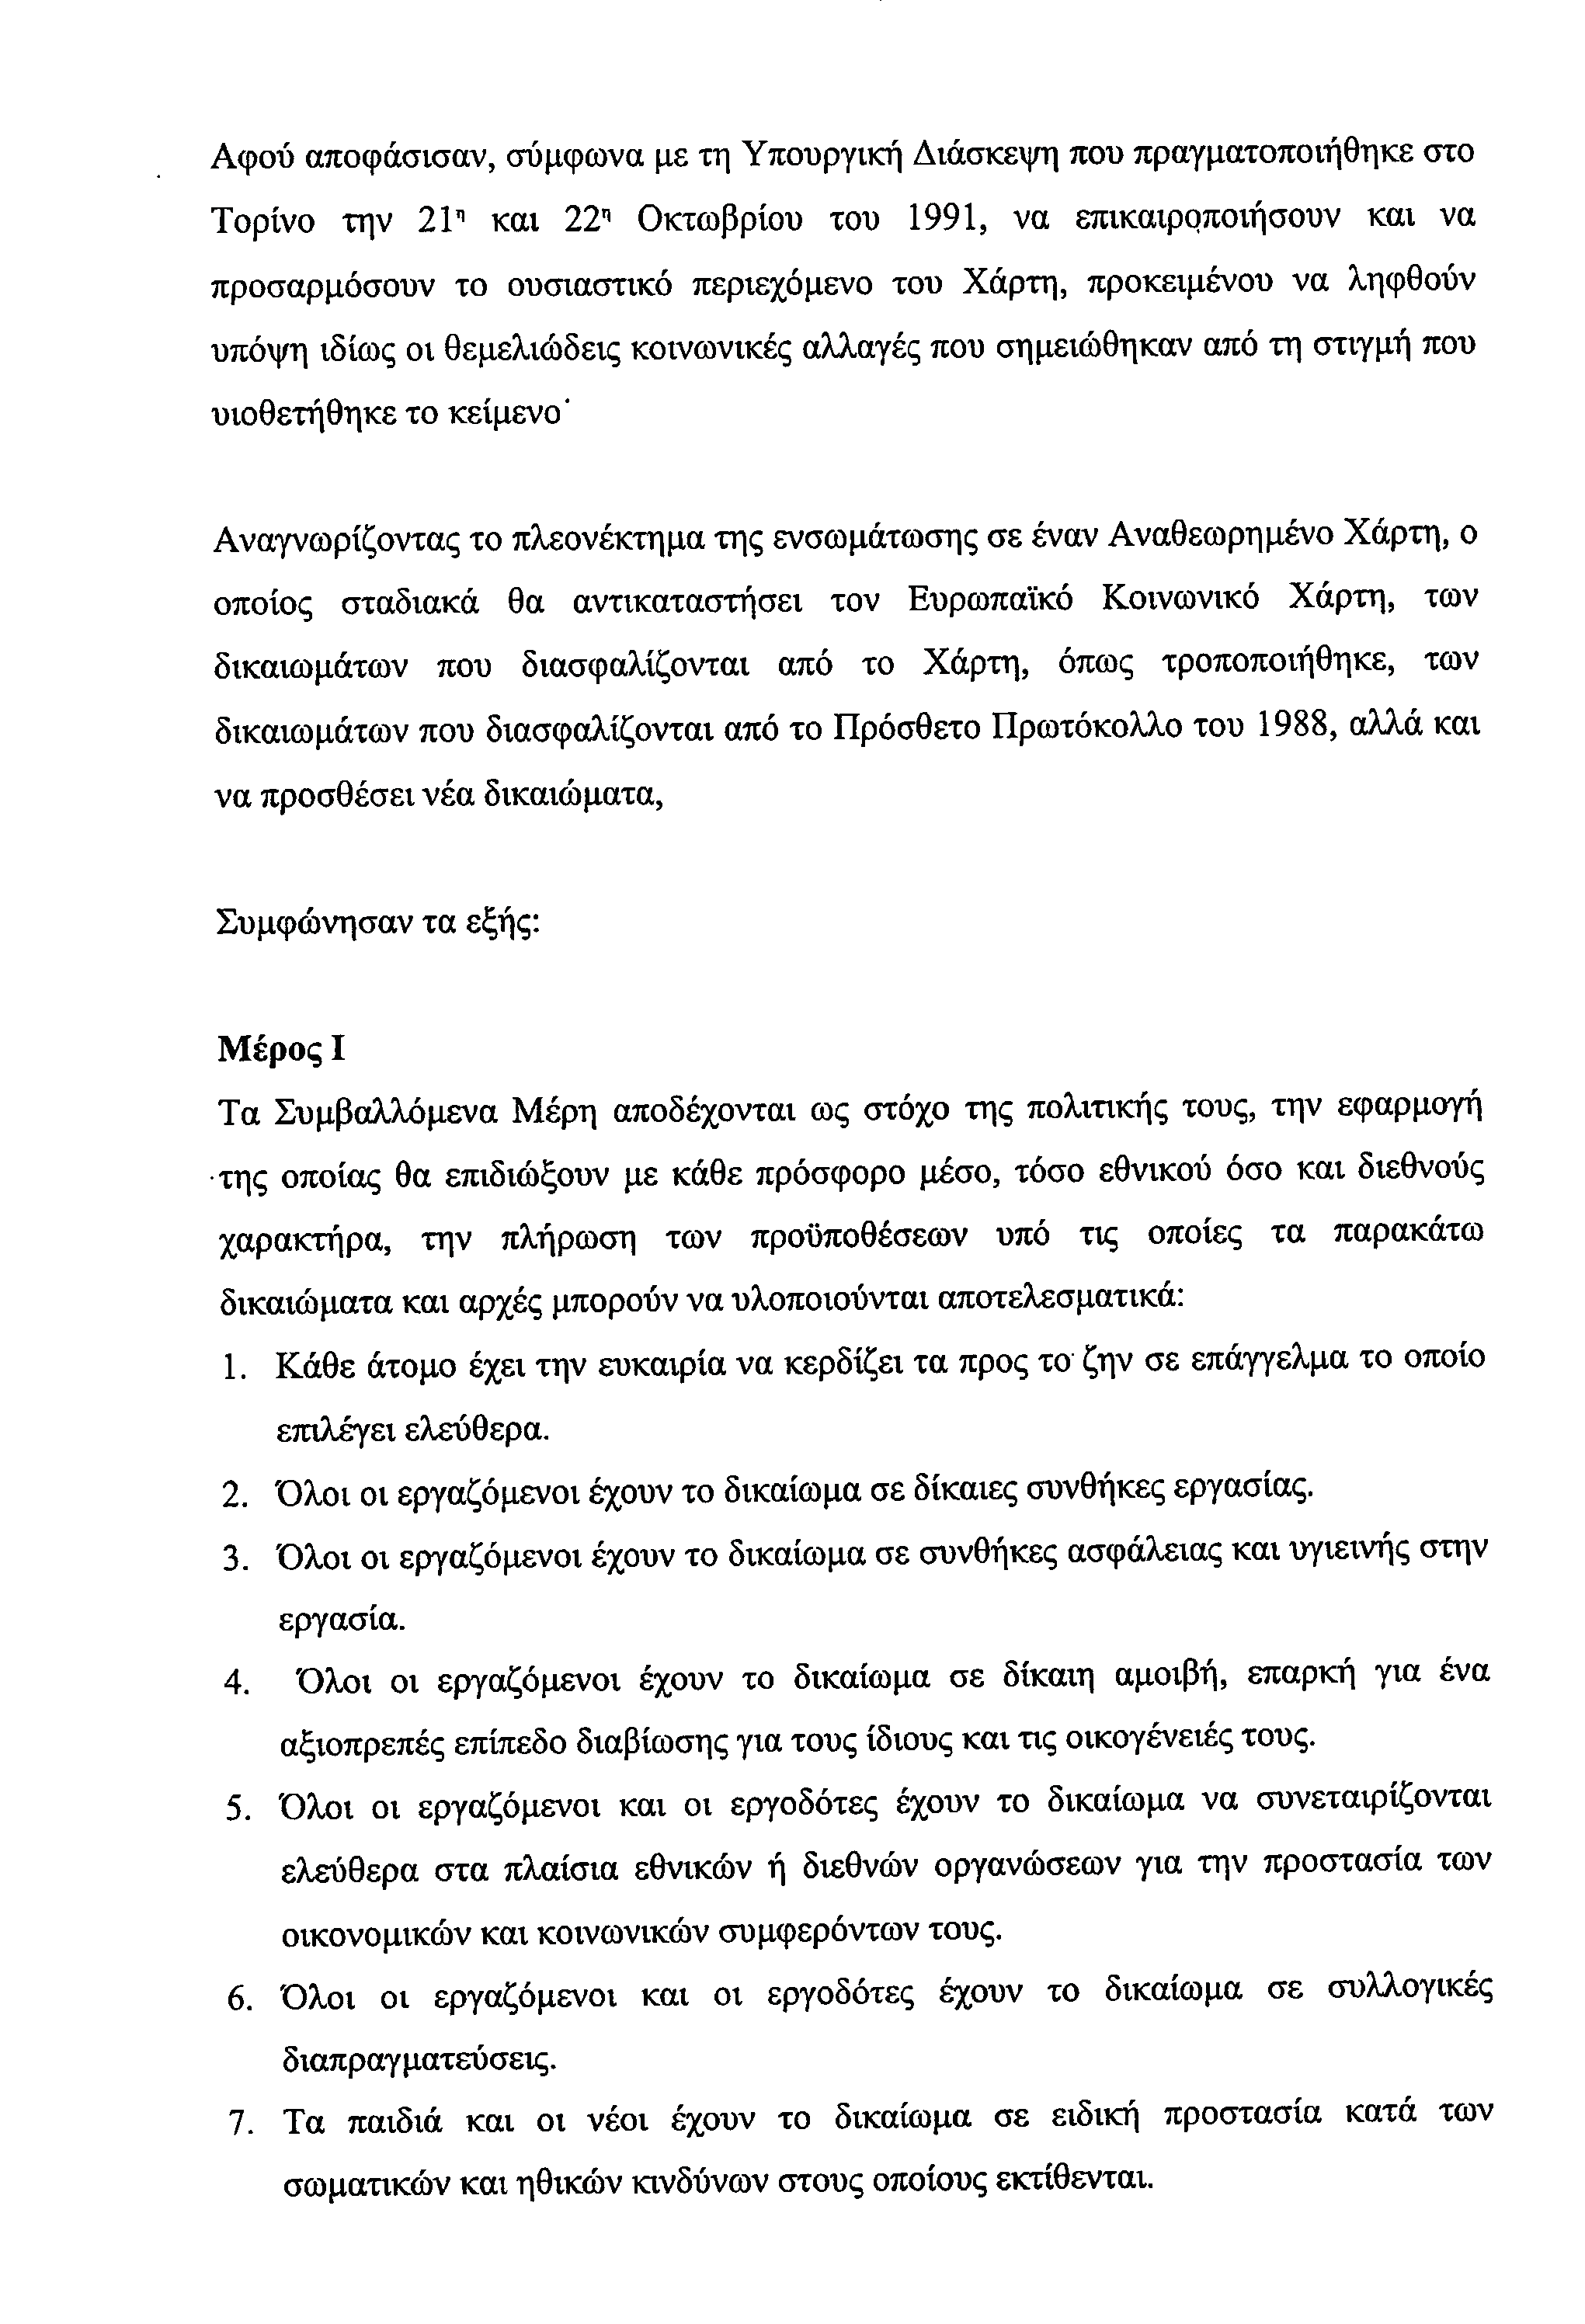 Αφού αποφάσισαν, σύμφωνα με τη Υπουργική Διάσκεψη που πραγματοποιήθηκε στο
Τορίνο την 21η και 22η Οκτωβρίου του 1991, να επικαιροποιήσουν και να
προσαρμόσουν το ουσιαστικό περιεχόμενο του Χάρτη, προκειμένου να ληφθούν
υπόψη ιδίως οι θεμελιώδεις κοινωνικές αλλαγές που σημειώθηκαν από τη στιγμή που
υιοθετήθηκε το κείμενο·
Αναγνωρίζοντας το πλεονέκτημα της ενσωμάτωσης σε έναν Αναθεωρημένο Χάρτη, ο
οποίος σταδιακά θα αντικαταστήσει τον Ευρωπαϊκό Κοινωνικό Χάρτη, των
δικαιωμάτων που διασφαλίζονται από το Χάρτη, όπως τροποποιήθηκε, των
δικαιωμάτων που διασφαλίζονται από το Πρόσθετο Πρωτόκολλο του 1988, αλλά και
να προσθέσει νέα δικαιώματα,
Συμφώνησαν τα εξής:
Μέρος Ι
Τα Συμβαλλόμενα Μέρη αποδέχονται ως στόχο της πολιτικής τους, την εφαρμογή
της οποίας θα επιδιώξουν με κάθε πρόσφορο μέσο, τόσο εθνικού όσο και διεθνούς
χαρακτήρα, την πλήρωση των προϋποθέσεων υπό τις οποίες τα παρακάτω
δικαιώματα και αρχές μπορούν να υλοποιούνται αποτελεσματικά:
1. Κάθε άτομο έχει την ευκαιρία να κερδίζει τα προς το ζην σε επάγγελμα το οποίο
επιλέγει ελεύθερα.
2. Όλοι οι εργαζόμενοι έχουν το δικαίωμα σε δίκαιες συνθήκες εργασίας.
3. Όλοι οι εργαζόμενοι έχουν το δικαίωμα σε συνθήκες ασφάλειας και υγιεινής στην
εργασία.
4. Όλοι οι εργαζόμενοι έχουν το δικαίωμα σε δίκαιη αμοιβή, επαρκή για ένα
αξιοπρεπές επίπεδο διαβίωσης για τους ίδιους και τις οικογένειές τους.
5. Όλοι οι εργαζόμενοι και οι εργοδότες έχουν το δικαίωμα να συνεταιρίζονται
ελεύθερα στα πλαίσια εθνικών ή διεθνών οργανώσεων για την προστασία των
οικονομικών και κοινωνικών συμφερόντων τους.
6. Όλοι οι εργαζόμενοι και οι εργοδότες έχουν το δικαίωμα σε συλλογικές
διαπραγματεύσεις.
7. Τα παιδιά και οι νέοι έχουν το δικαίωμα σε ειδική προστασία κατά των
σωματικών και ηθικών κινδύνων στους οποίους εκτίθενται.